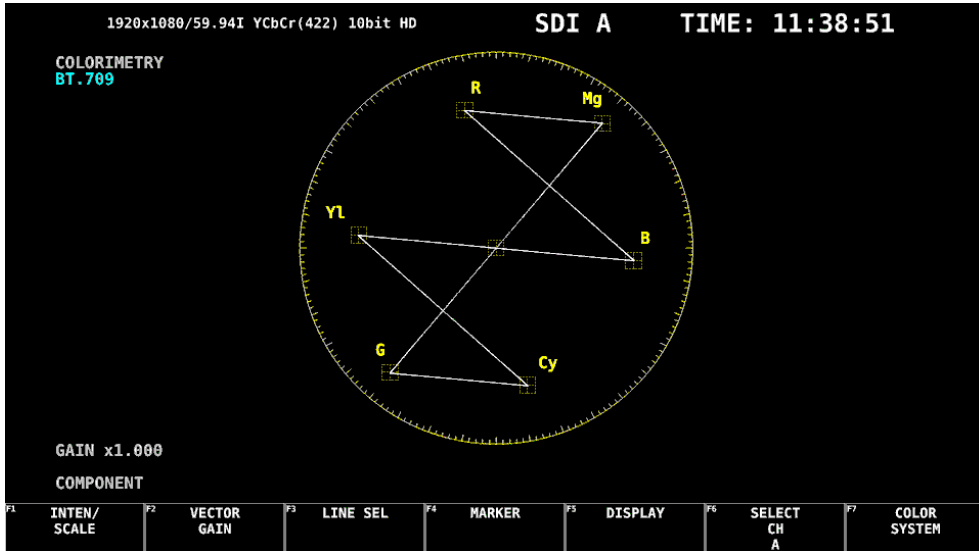 1920x1080/59.94I YCbCr(422) 10bit HD SDI A TIME: 11:38:51
COLORIMETRY
BT.709
R
Mg
Yl
B
G
Cy
GAIN x1.000
COMPONENT
F1 INTEN/
SCALE
F2 VECTOR
GAIN
F3 LINE SEL
F4 MARKER
F5 DISPLAY
F6 SELECT
CH
A
F7 COLOR
SYSTEM